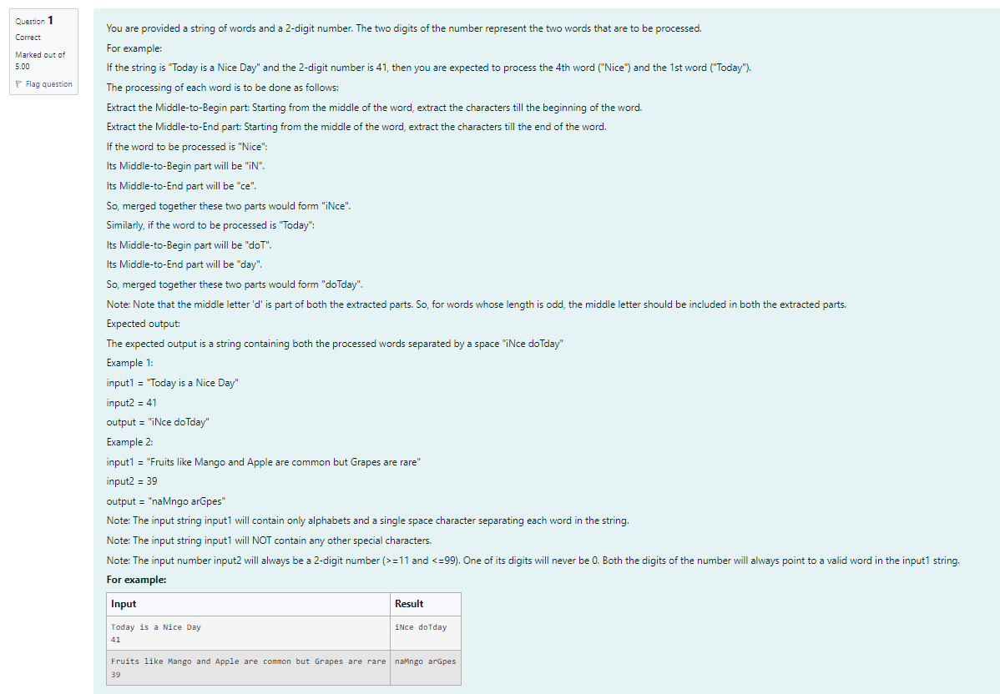 Question 1
Correct
Marked out of
5.00
Flag question
You are provided a string of words and a 2-digit number. The two digits of the number represent the two words that are to be processed.
For example:
If the string is "Today is a Nice Day" and the 2-digit number is 41, then you are expected to process the 4th word ("Nice") and the 1st word ("Today").
The processing of each word is to be done as follows:
Extract the Middle-to-Begin part: Starting from the middle of the word, extract the characters till the beginning of the word.
Extract the Middle-to-End part: Starting from the middle of the word, extract the characters till the end of the word.
If the word to be processed is "Nice":
Its Middle-to-Begin part will be "iN".
Its Middle-to-End part will be "ce".
So, merged together these two parts would form "iNce".
Similarly, if the word to be processed is "Today":
Its Middle-to-Begin part will be "doT".
Its Middle-to-End part will be "day".
So, merged together these two parts would form "doTday".
Note: Note that the middle letter 'd' is part of both the extracted parts. So, for words whose length is odd, the middle letter should be included in both the extracted parts.
Expected output:
The expected output is a string containing both the processed words separated by a space "iNce doTday"
Example 1:
input1 = "Today is a Nice Day"
input2 = 41
output = "iNce doTday"
Example 2:
input1 = "Fruits like Mango and Apple are common but Grapes are rare"
input2 = 39
output = "naMngo arGpes"
Note: The input string input1 will contain only alphabets and a single space character separating each word in the string.
Note: The input string input1 will NOT contain any other special characters.
Note: The input number input2 will always be a 2-digit number (>=11 and <=99). One of its digits will never be 0. Both the digits of the number will always point to a valid word in the input1 string.
For example:
Input Result
Today is a Nice Day iNce doTday
41
Fruits like Mango and Apple are common but Grapes are rare naMngo arGpes
39